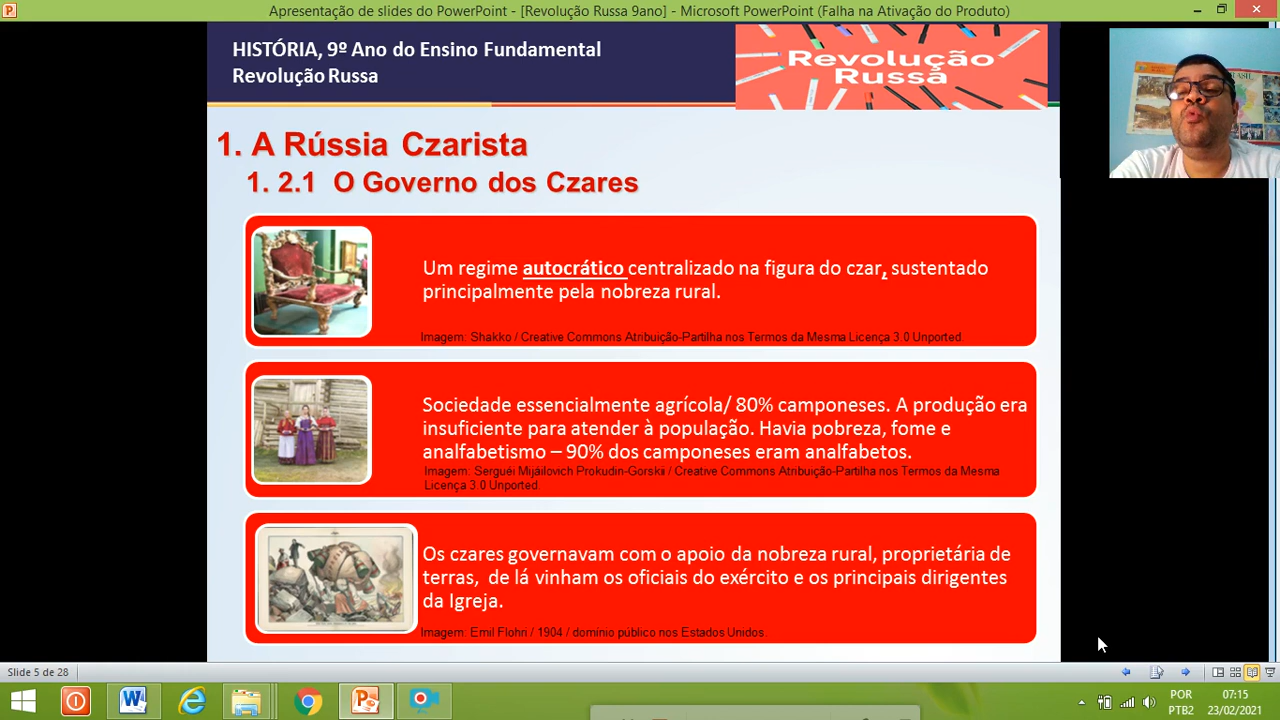 Apresentação de slides do PowerPoint - [Revolução Russa 9ano] - Microsoft PowerPoint (Falha na Ativação do Produto)
HISTÓRIA, 9º Ano do Ensino Fundamental
Revolução Russa
Revolução
Russa
1. A Rússia Czarista
1. 2.1 O Governo dos Czares
Um regime autocrático centralizado na figura do czar, sustentado
principalmente pela nobreza rural.
Imagem: Shakko / Creative Commons Atribuição-Partilha nos Termos da Mesma Licença 3.0 Unported.
Sociedade essencialmente agrícola/ 80% camponeses. A produção era
insuficiente para atender à população. Havia pobreza, fome e
analfabetismo – 90% dos camponeses eram analfabetos.
Imagem: Serguéi Mijáilovich Prokudin-Gorskii / Creative Commons Atribuição-Partilha nos Termos da Mesma
Licença 3.0 Unported.
Os czares governavam com o apoio da nobreza rural, proprietária de
terras, de lá vinham os oficiais do exército e os principais dirigentes
da Igreja.
Imagem: Emil Flohri / 1904 / domínio público nos Estados Unidos.
Slide 5 de 28
POR
PTB2
07:15
23/02/2021